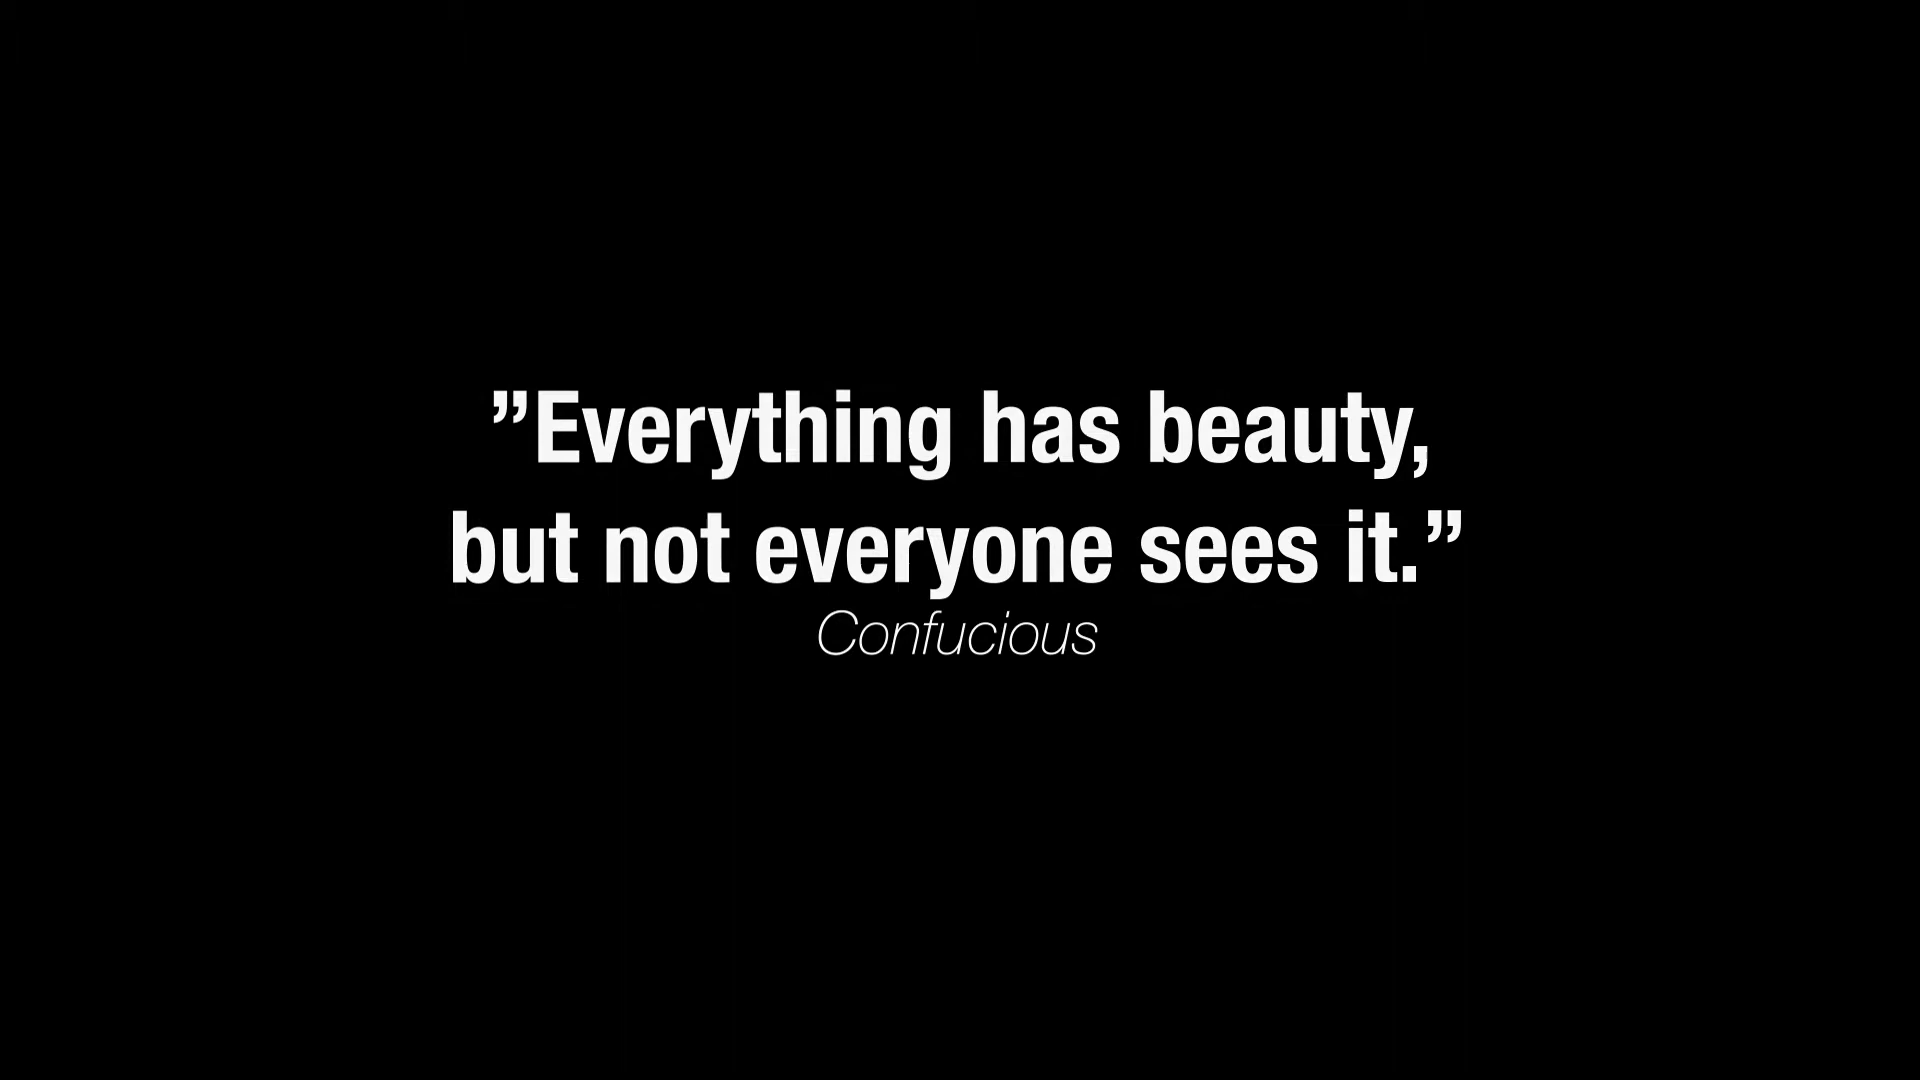 ”Everything has beauty,
but not everyone sees it.”
Confucious